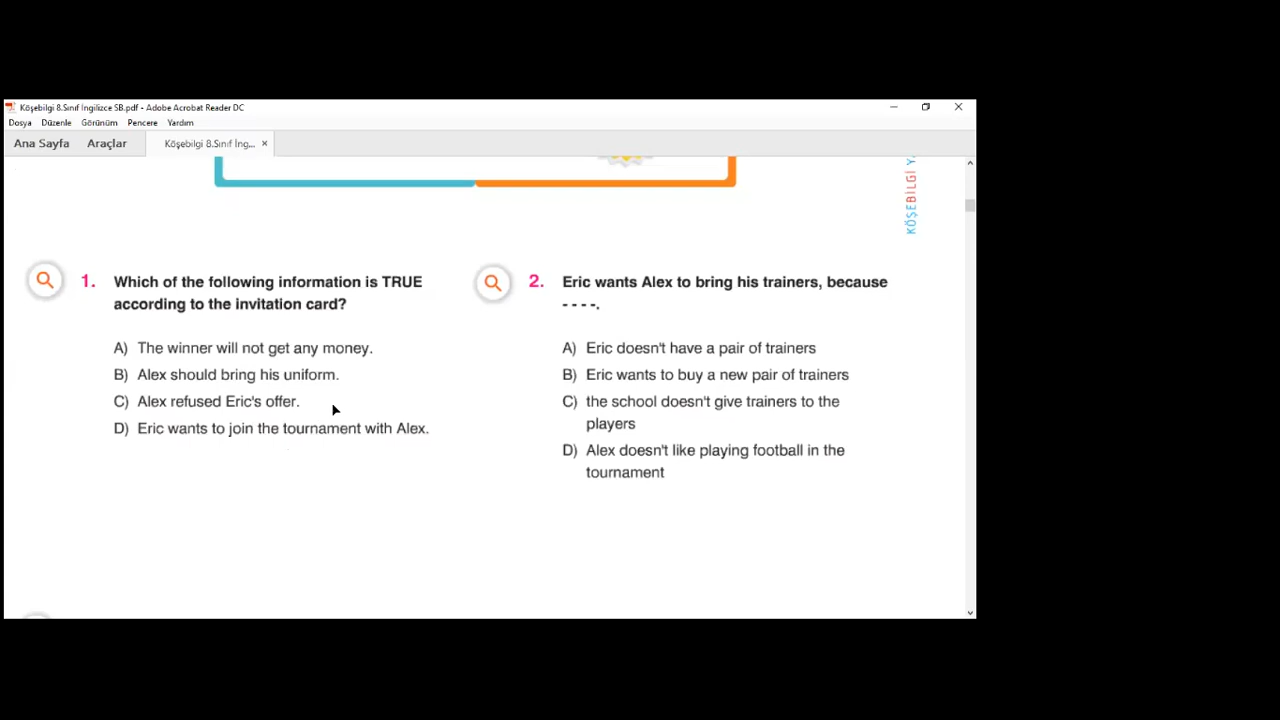 Köşebilgi 8.Sınıf İngilizce SB.pdf - Adobe Acrobat Reader DC
Dosya Düzenle Görünüm Pencere Yardım
Ana Sayfa Araçlar Köşebilgi 8.Sınıf İng... ×
KÖŞEBİLGİ
1. Which of the following information is TRUE
according to the invitation card?
A) The winner will not get any money.
B) Alex should bring his uniform.
C) Alex refused Eric's offer.
D) Eric wants to join the tournament with Alex.
2. Eric wants Alex to bring his trainers, because
- - - -.
A) Eric doesn't have a pair of trainers
B) Eric wants to buy a new pair of trainers
C) the school doesn't give trainers to the
players
D) Alex doesn't like playing football in the
tournament